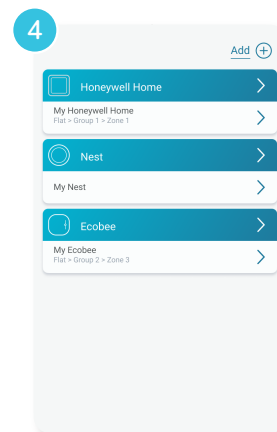 4
Add
Honeywell Home
My Honeywell Home
Flat > Group 1 > Zone 1
Nest
My Nest
Ecobee
My Ecobee
Flat > Group 2 > Zone 3